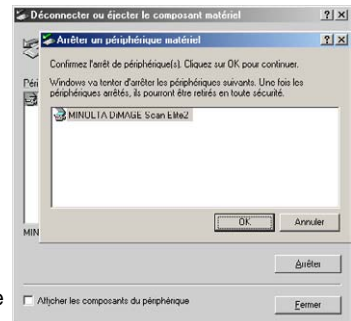 Déconnecter ou éjecter le composant matériel
Arrêter un périphérique matériel
Confirmez l'arrêt de périphérique(s). Cliquez sur OK pour continuer.
Péri
Windows va tenter d'arrêter les périphériques suivants. Une fois les
périphériques arrêtés, ils pourront être retirés en toute sécurité.
MINOLTA DiMAGE Scan Elite2
OK Annuler
MIN
Arrêter
e
Afficher les composants du périphérique
Fermer